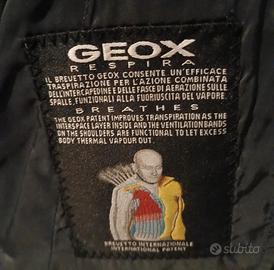 GEOX
RESPIRA
IL BREVETTO GEOX CONSENTE UN'EFFICACE
TRASPIRAZIONE PER L'AZIONE COMBINATA
DELL'INTERCAPEDINE E DELLE FASCE DI AERAZIONE SULLE
SPALLE, FUNZIONALI ALLA FUORIUSCITA DEL VAPORE.
BREATHES
THE GEOX PATENT IMPROVES TRANSPIRATION AS THE
INTERSPACE LAYER INSIDE AND THE VENTILATION BANDS
ON THE SHOULDERS ARE FUNCTIONAL TO LET EXCESS
BODY THERMAL VAPOUR OUT.
BREVETTO INTERNAZIONALE
INTERNATIONAL PATENT
subito